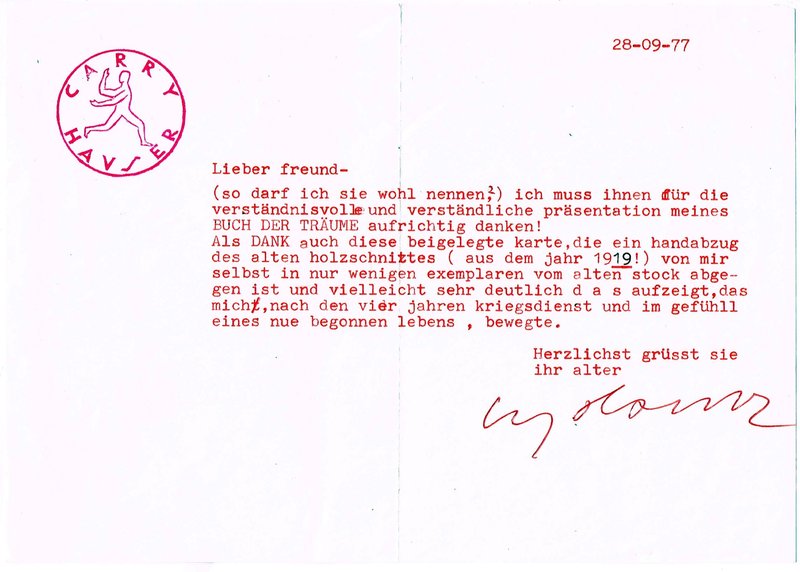 28-09-77
CARRY
HAUSER
Lieber freund-
(so darf ich sie wohl nennen,?) ich muss ihnen für die
verständnisvolle und verständliche präsentation meines
BUCH DER TRÄUME aufrichtig danken!
Als DANK auch diese beigelegte karte,die ein handabzug
des alten holzschnittes ( aus dem jahr 1919!) von mir
selbst in nur wenigen exemplaren vom alten stock abge-
gen ist und vielleicht sehr deutlich d a s aufzeigt,das
mich,nach den vier jahren kriegsdienst und im gefühll
eines nue begonnen lebens , bewegte.
Herzlichst grüsst sie
ihr alter